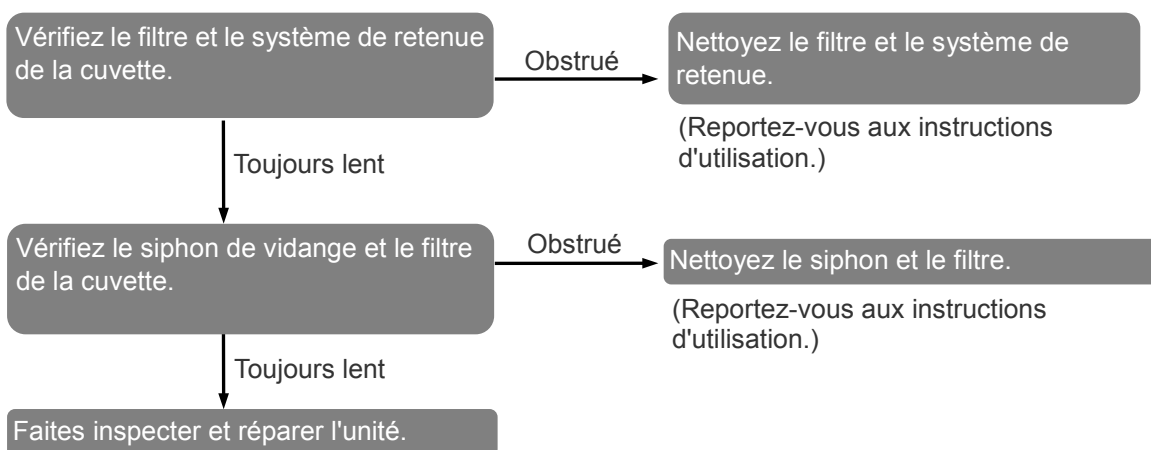 Vérifiez le filtre et le système de retenue
de la cuvette.
Obstrué
Nettoyez le filtre et le système de
retenue.
(Reportez-vous aux instructions
d'utilisation.)
Toujours lent
Vérifiez le siphon de vidange et le filtre
de la cuvette.
Obstrué
Nettoyez le siphon et le filtre.
(Reportez-vous aux instructions
d'utilisation.)
Toujours lent
Faites inspecter et réparer l'unité.